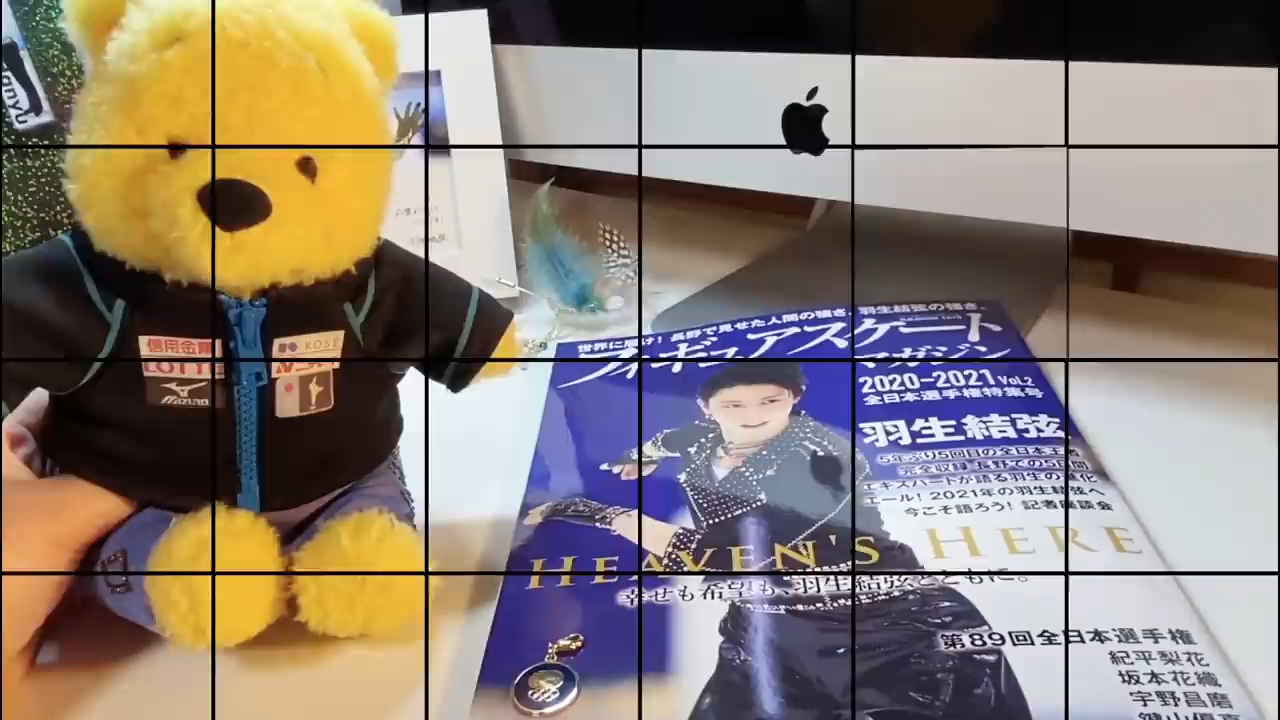 anyu
信用金庫
KOSÉ
LOTTE
Mizuno
世界に届け! 長野で見せた人間の強さ、羽生結弦の強さ。
フィギュアスケート
マガジン
2020-2021 Vol.2
全日本選手権特集号
羽生結弦
5年ぶり5回目の全日本王者
完全収録 長野での5日間
エキスパートが語る羽生の進化
エール! 2021年の羽生結弦へ
今こそ語ろう! 記者座談会
HEAVEN'S HERE
幸せも希望も、羽生結弦とともに。
第89回全日本選手権
紀平梨花
坂本花織
宇野昌磨
鍵山優真